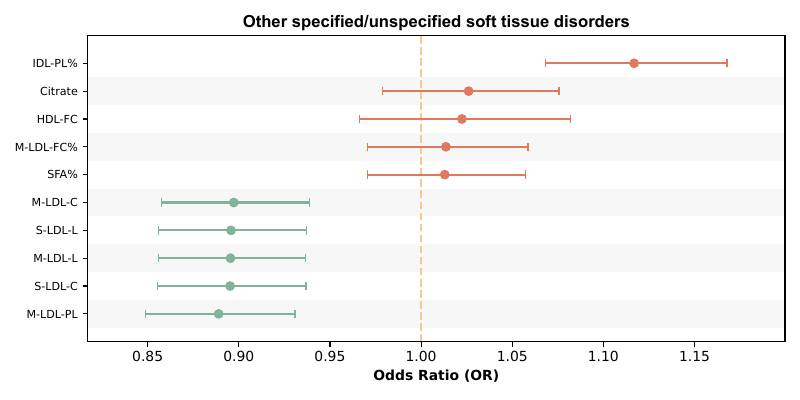 Other specified/unspecified soft tissue disorders
IDL-PL%
Citrate
HDL-FC
M-LDL-FC%
SFA%
M-LDL-C
S-LDL-L
M-LDL-L
S-LDL-C
M-LDL-PL
0.85 0.90 0.95 1.00 1.05 1.10 1.15
Odds Ratio (OR)